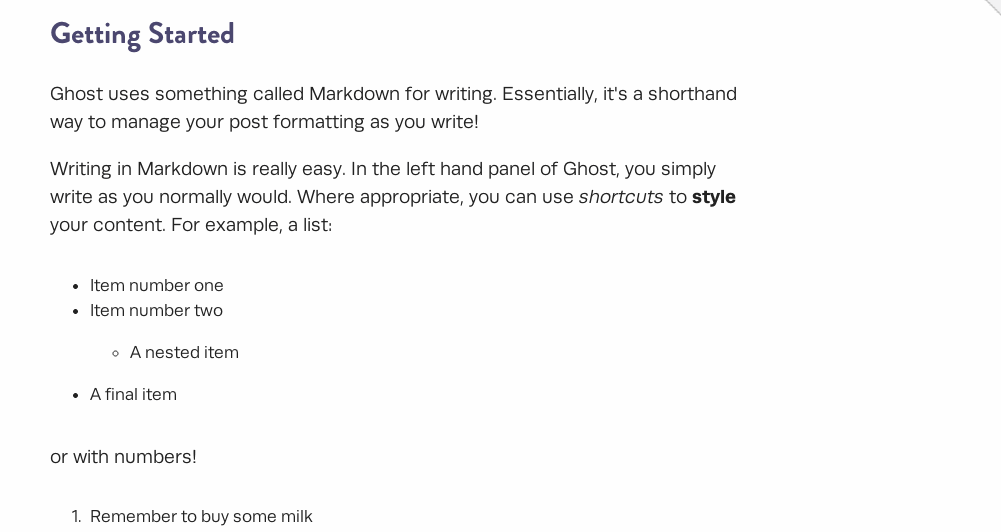 Getting Started
Ghost uses something called Markdown for writing. Essentially, it's a shorthand
way to manage your post formatting as you write!
Writing in Markdown is really easy. In the left hand panel of Ghost, you simply
write as you normally would. Where appropriate, you can use shortcuts to style
your content. For example, a list:
• Item number one
• Item number two
◦ A nested item
• A final item
or with numbers!
1. Remember to buy some milk